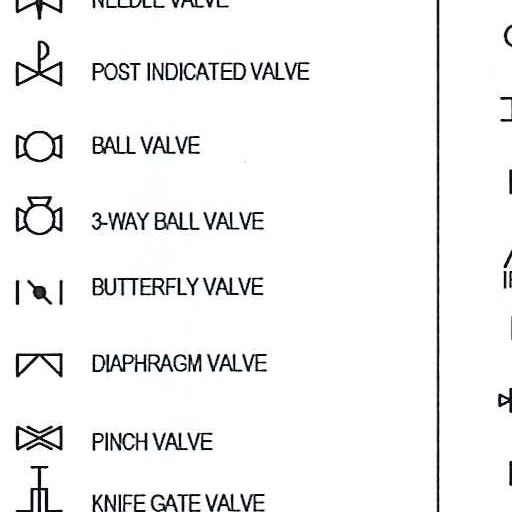 NEEDLE VALVE
POST INDICATED VALVE
BALL VALVE
3-WAY BALL VALVE
BUTTERFLY VALVE
DIAPHRAGM VALVE
PINCH VALVE
KNIFE GATE VALVE